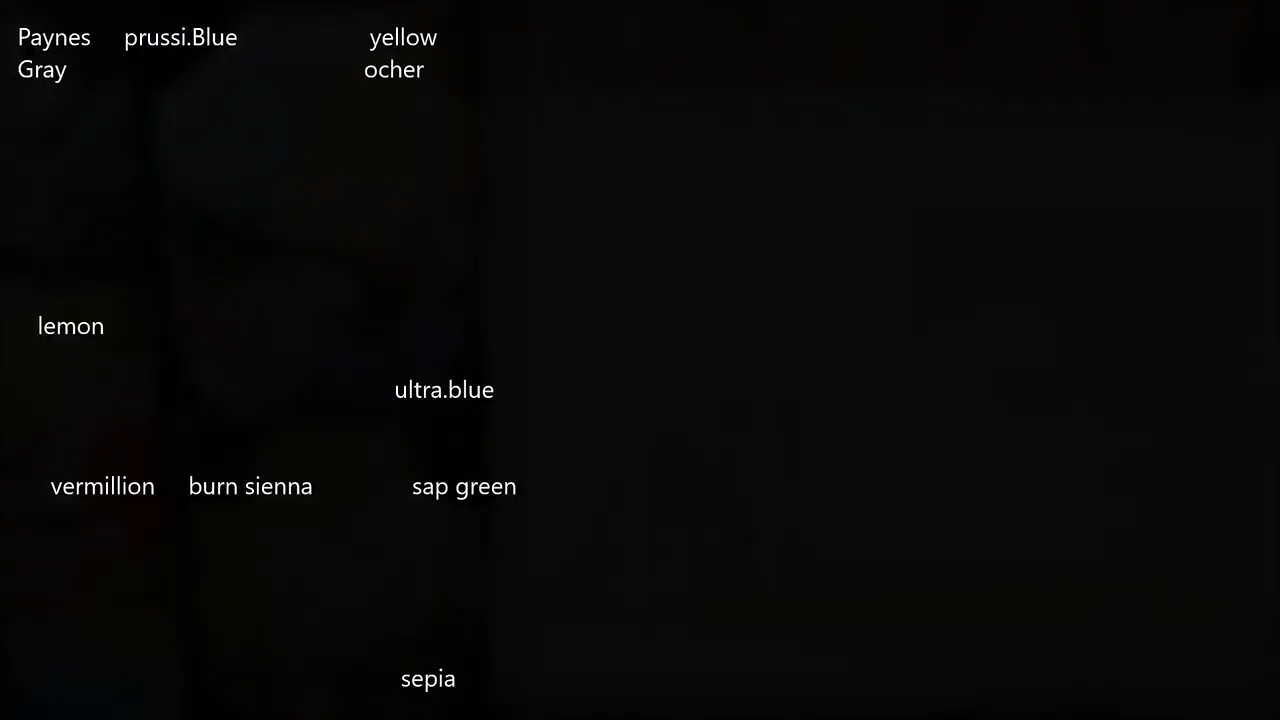 Paynes Gray
prussi.Blue
yellow ocher
lemon
ultra.blue
vermillion
burn sienna
sap green
sepia